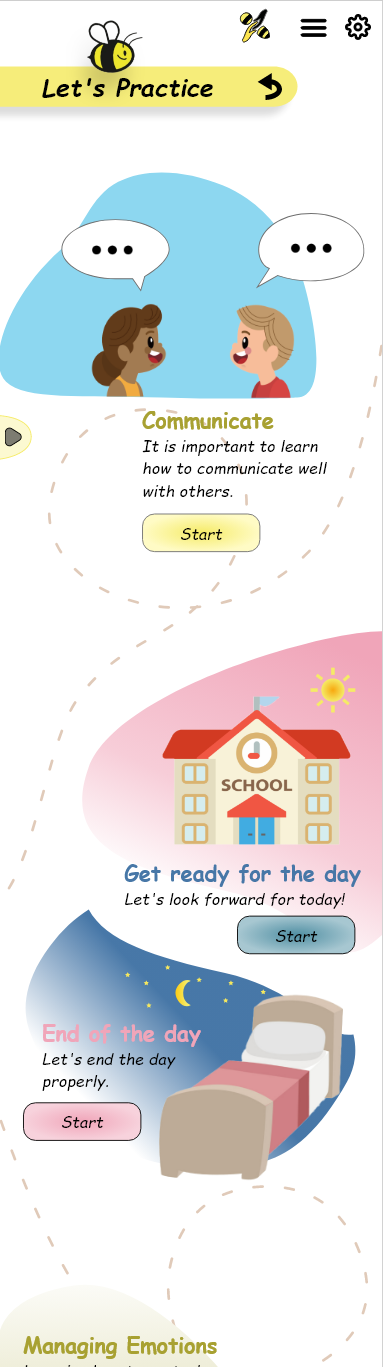 Let's Practice
Communicate
It is important to learn
how to communicate well
with others.
Start
SCHOOL
Get ready for the day
Let's look forward for today!
Start
End of the day
Let's end the day
properly.
Start
Managing Emotions